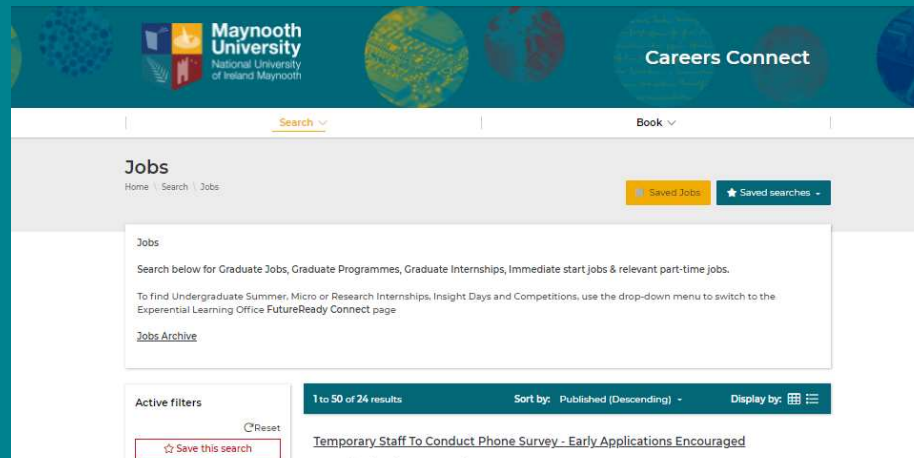 Maynooth
University
National University
of Ireland Maynooth
Careers Connect
Search
Book
Jobs
Home \ Search \ Jobs
Saved Jobs
Saved searches
Jobs
Search below for Graduate Jobs, Graduate Programmes, Graduate Internships, Immediate start jobs & relevant part-time jobs.
To find Undergraduate Summer, Micro or Research Internships, Insight Days and Competitions, use the drop-down menu to switch to the
Experential Learning Office FutureReady Connect page
Jobs Archive
Active filters
Reset
Save this search
1 to 50 of 24 results
Sort by: Published (Descending)
Display by:
Temporary Staff To Conduct Phone Survey - Early Applications Encouraged